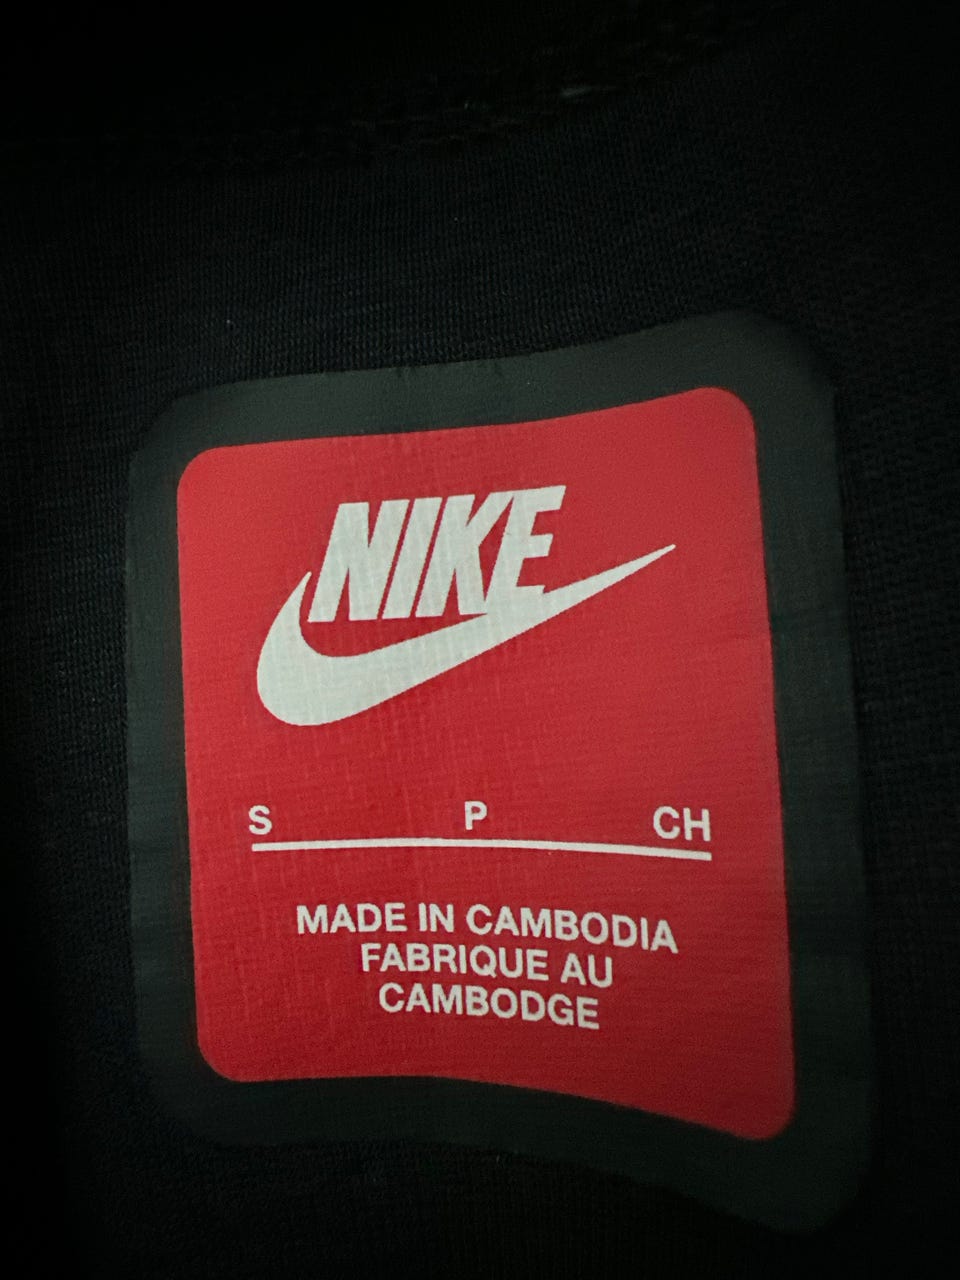 NIKE
S P CH
MADE IN CAMBODIA
FABRIQUE AU
CAMBODGE